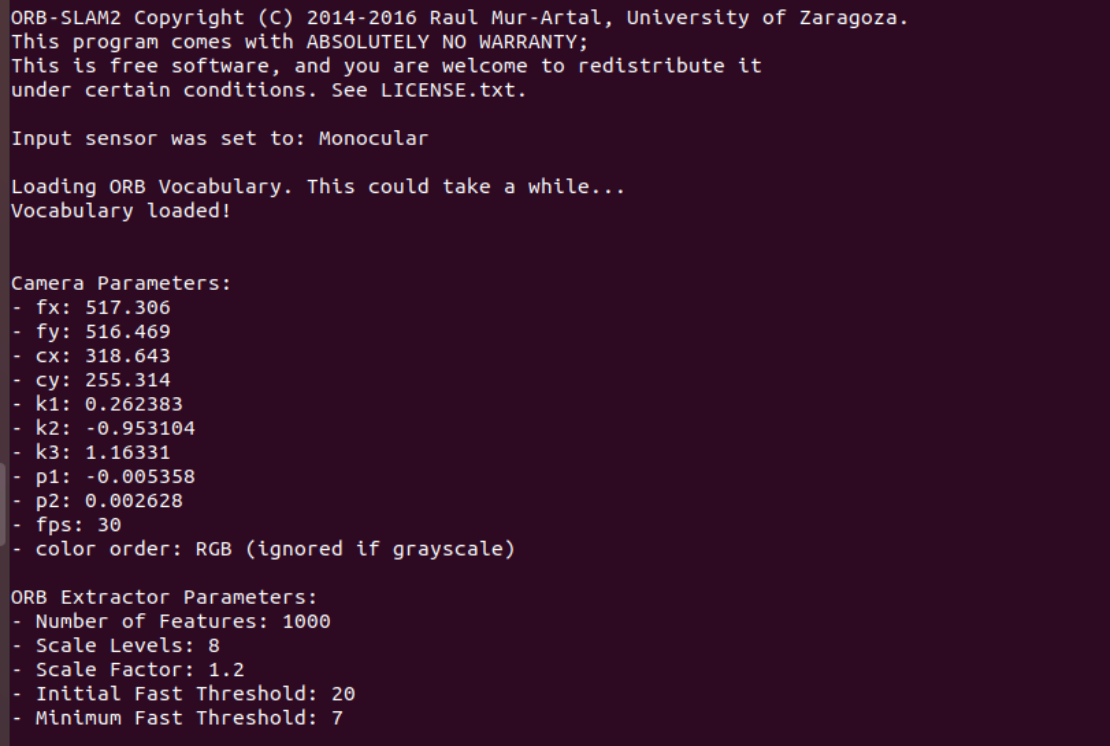 ORB-SLAM2 Copyright (C) 2014-2016 Raul Mur-Artal, University of Zaragoza.
This program comes with ABSOLUTELY NO WARRANTY;
This is free software, and you are welcome to redistribute it
under certain conditions. See LICENSE.txt.
Input sensor was set to: Monocular
Loading ORB Vocabulary. This could take a while...
Vocabulary loaded!
Camera Parameters:
- fx: 517.306
- fy: 516.469
- cx: 318.643
- cy: 255.314
- k1: 0.262383
- k2: -0.953104
- k3: 1.16331
- p1: -0.005358
- p2: 0.002628
- fps: 30
- color order: RGB (ignored if grayscale)
ORB Extractor Parameters:
- Number of Features: 1000
- Scale Levels: 8
- Scale Factor: 1.2
- Initial Fast Threshold: 20
- Minimum Fast Threshold: 7